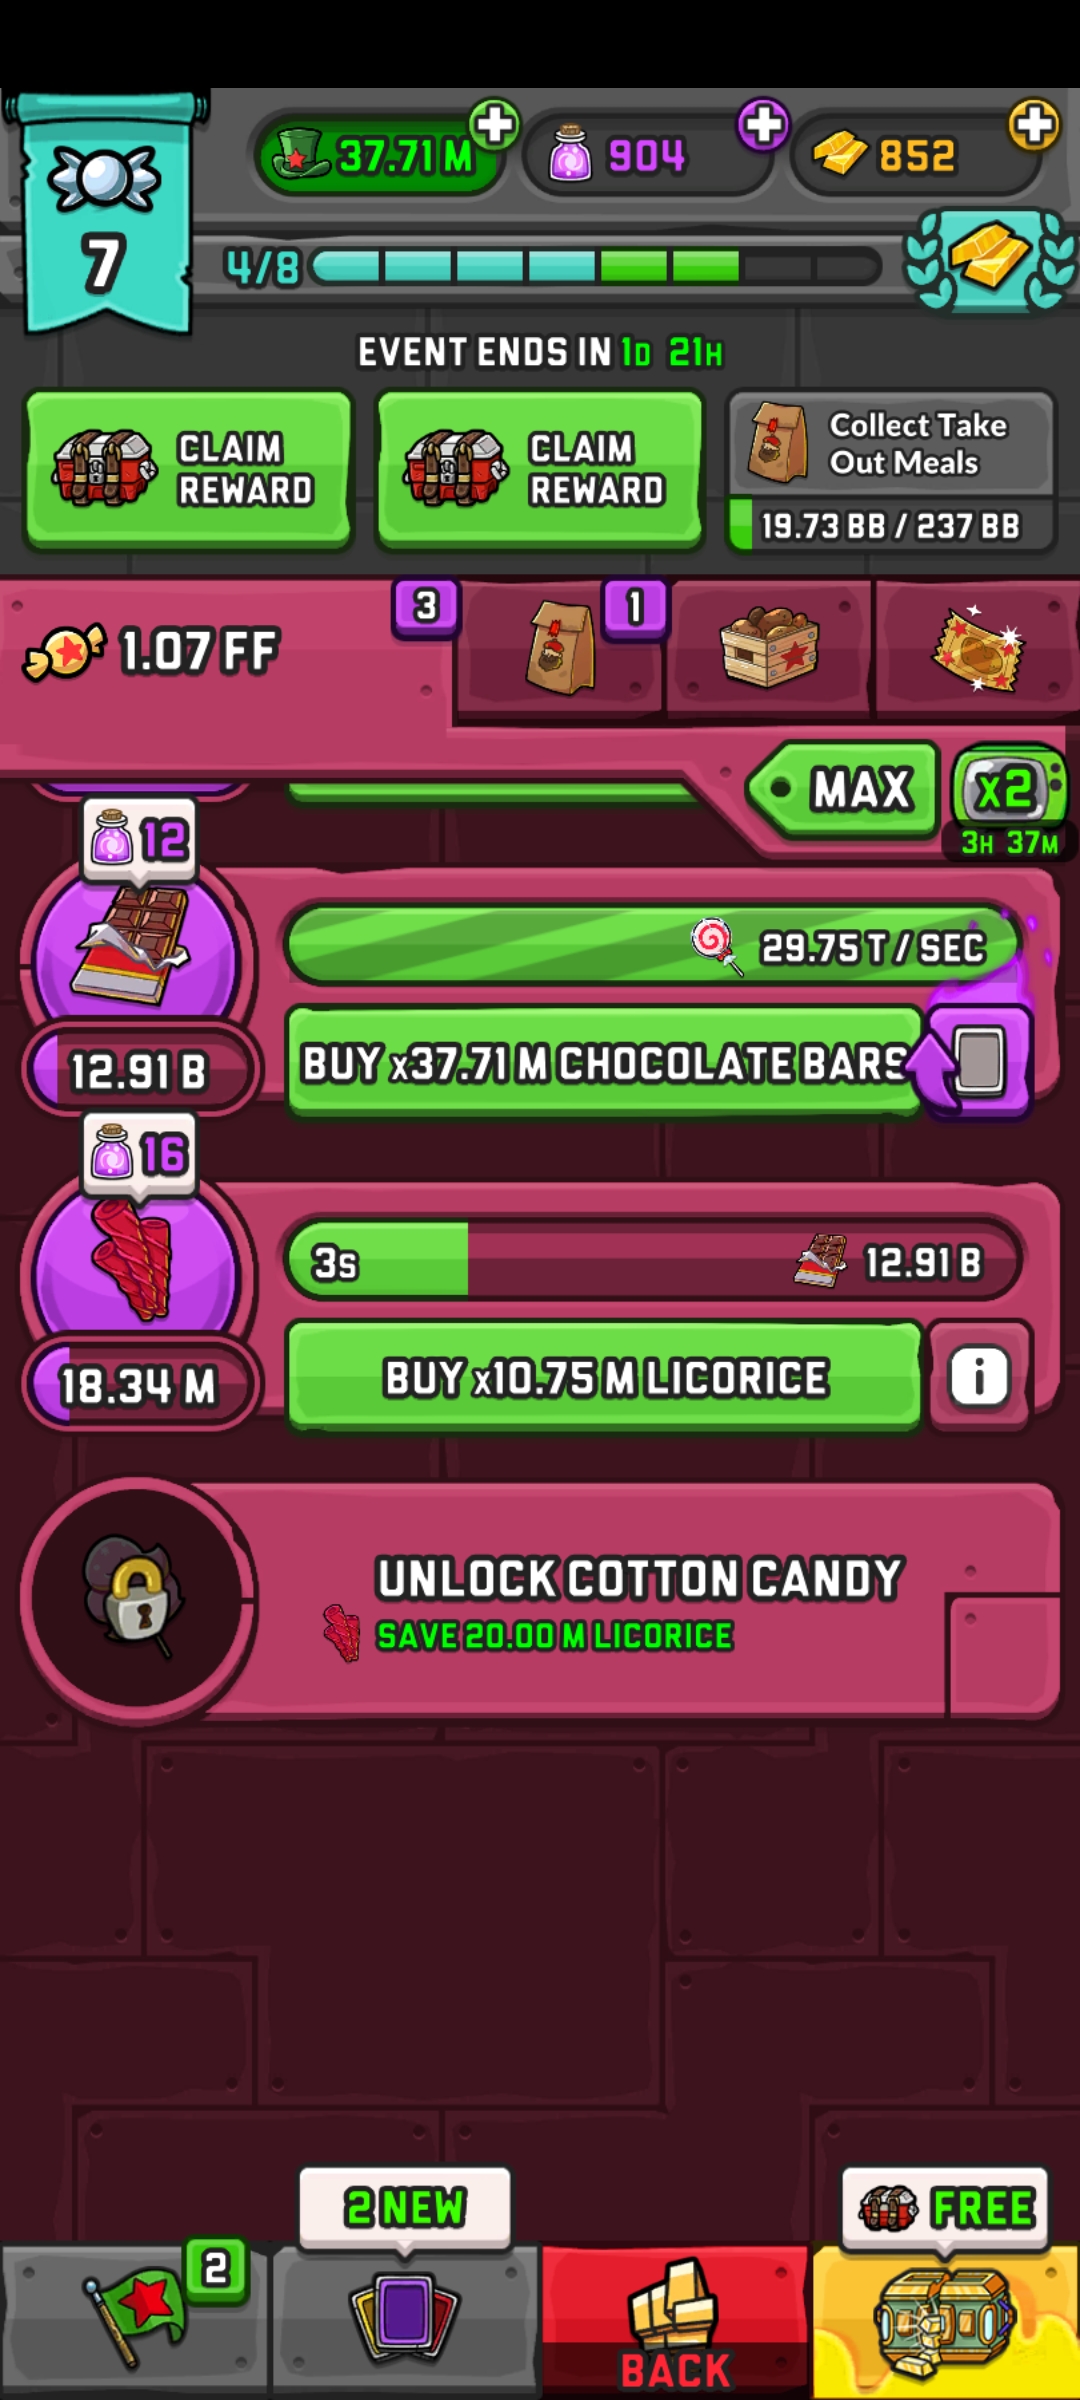 37.71 M
904
852
7
4/8
EVENT ENDS IN 1D 21H
CLAIM
REWARD
CLAIM
REWARD
Collect Take
Out Meals
19.73 BB / 237 BB
3
1
1.07 FF
MAX
x2
3H 37M
12
29.75 T / SEC
12.91 B
BUY x37.71 M CHOCOLATE BARS
16
3s
12.91 B
18.34 M
BUY x10.75 M LICORICE
i
UNLOCK COTTON CANDY
SAVE 20.00 M LICORICE
2 NEW
FREE
2
BACK